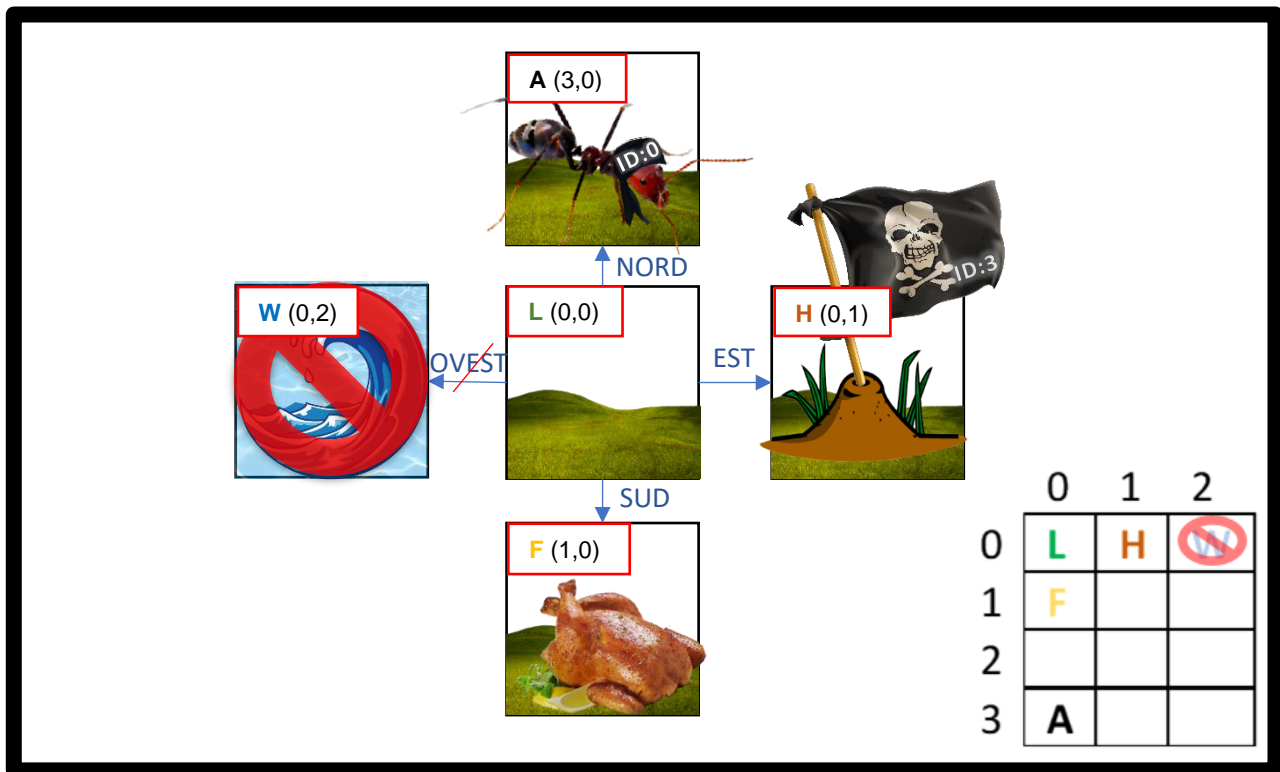 A (3,0)
ID:0
NORD
ID:3
W (0,2)
L (0,0)
H (0,1)
OVEST
EST
SUD
F (1,0)
0 1 2
0 L H W
1 F
2
3 A